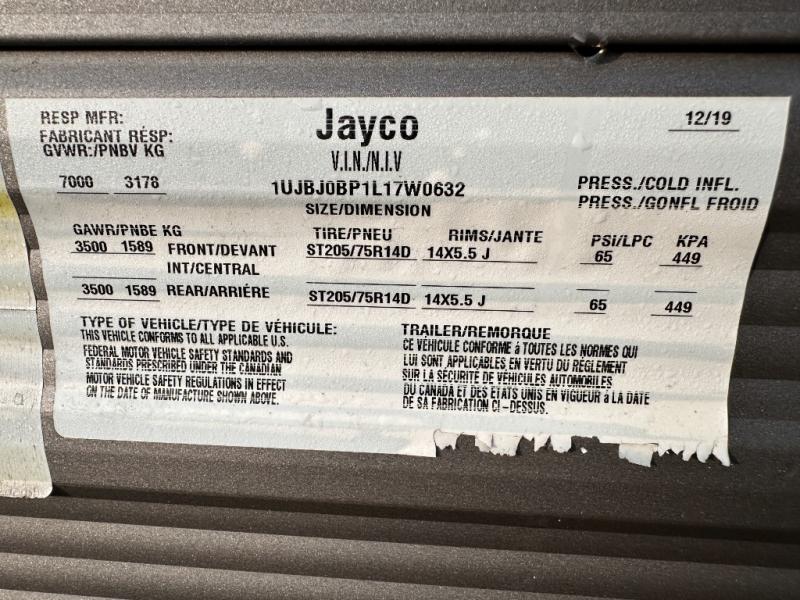 RESP MFR:
Jayco
12/19
FABRICANT RÉSP:
GVWR:/PNBV KG
V.I.N./N.I.V
7000 3178
1UJBJ0BP1L17W0632
PRESS./COLD INFL.
SIZE/DIMENSION
PRESS./GONFL FROID
GAWR/PNBE KG
TIRE/PNEU RIMS/JANTE
PSI/LPC KPA
3500 1589 FRONT/DEVANT ST205/75R14D 14X5.5 J 65 449
INT/CENTRAL
3500 1589 REAR/ARRIÉRE ST205/75R14D 14X5.5 J 65 449
TYPE OF VEHICLE/TYPE DE VÉHICULE:
THIS VEHICLE CONFORMS TO ALL APPLICABLE U.S.
FEDERAL MOTOR VEHICLE SAFETY STANDARDS AND
STANDARDS PRESCRIBED UNDER THE CANADIAN
MOTOR VEHICLE SAFETY REGULATIONS IN EFFECT
ON THE DATE OF MANUFACTURE SHOWN ABOVE.
TRAILER/REMORQUE
CE VÉHICULE CONFORME á TOUTES LES NORMES QUI
LUI SONT APPLICABLES EN VERTU DU RÉGLEMENT
SUR LA SÉCURITÉ DE VÉHICULES AUTOMOBILES
DU CANADA ET DES ÉTATS UNIS EN VIGUEUR á LA DATE
DE SA FABRICATION CI-DESSUS.